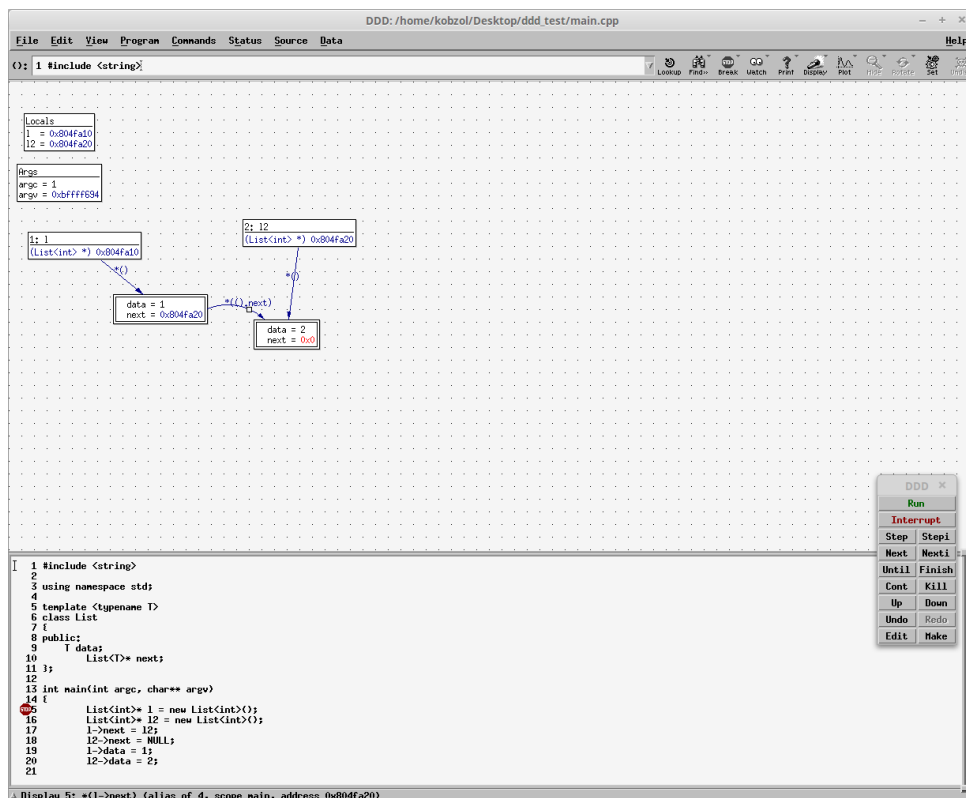 DDD: /home/kobzol/Desktop/ddd_test/main.cpp
File Edit View Program Commands Status Source Data Help
(): 1 #include <string>
Lookup Find» Break Watch Print Display Plot Hide Rotate Set Undisp
Locals
l = 0x804fa10
l2 = 0x804fa20
Args
argc = 1
argv = 0xbffff694
1: l
(List<int> *) 0x804fa10
2: l2
(List<int> *) 0x804fa20
*()
*()
data = 1
next = 0x804fa20
*(().next)
data = 2
next = 0x0
DDD
Run
Interrupt
Step Stepi
Next Nexti
Until Finish
Cont Kill
Up Down
Undo Redo
Edit Make
1 #include <string>
2
3 using namespace std;
4
5 template <typename T>
6 class List
7 {
8 public:
9 T data;
10 List<T>* next;
11 };
12
13 int main(int argc, char** argv)
14 {
STOP 5 List<int>* l = new List<int>();
16 List<int>* l2 = new List<int>();
17 l->next = l2;
18 l2->next = NULL;
19 l->data = 1;
20 l2->data = 2;
21
Display 5: *(l->next) (alias of 4, scope main, address 0x804fa20)